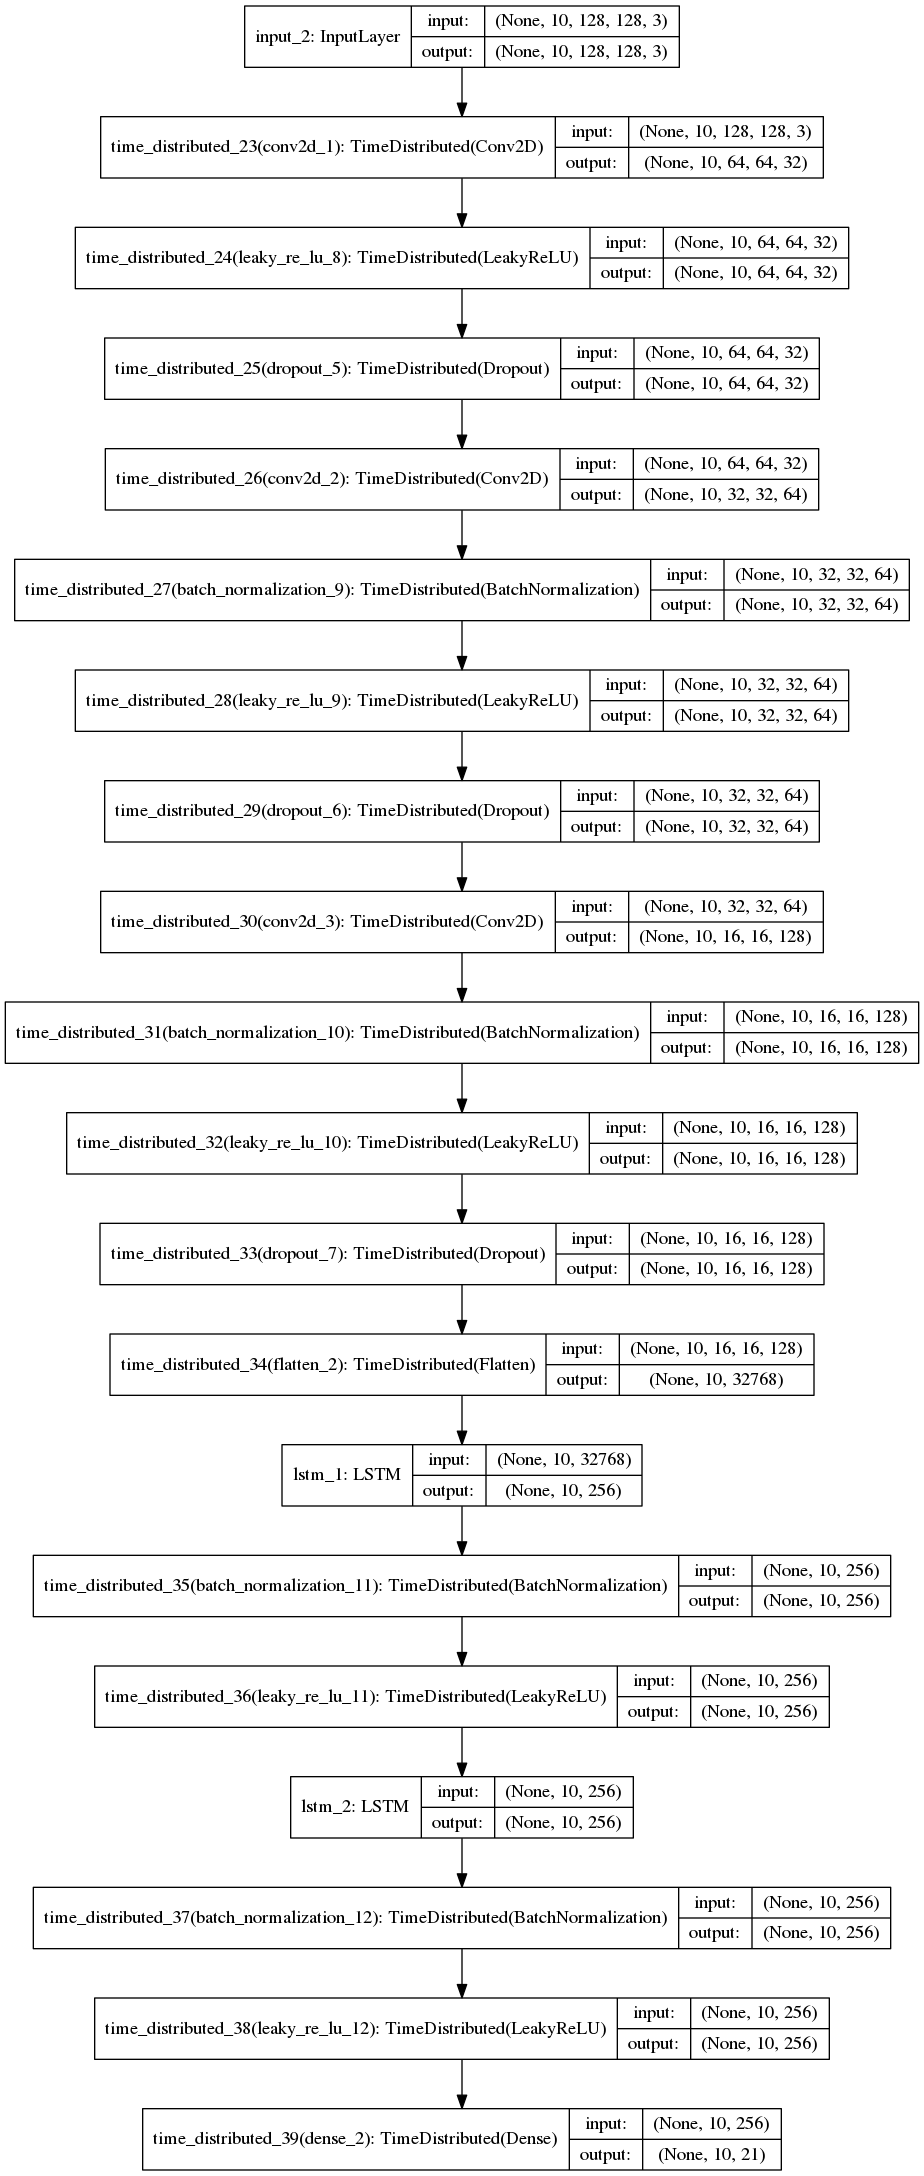 input_2: InputLayer
input: (None, 10, 128, 128, 3)
output: (None, 10, 128, 128, 3)
time_distributed_23(conv2d_1): TimeDistributed(Conv2D)
input: (None, 10, 128, 128, 3)
output: (None, 10, 64, 64, 32)
time_distributed_24(leaky_re_lu_8): TimeDistributed(LeakyReLU)
input: (None, 10, 64, 64, 32)
output: (None, 10, 64, 64, 32)
time_distributed_25(dropout_5): TimeDistributed(Dropout)
input: (None, 10, 64, 64, 32)
output: (None, 10, 64, 64, 32)
time_distributed_26(conv2d_2): TimeDistributed(Conv2D)
input: (None, 10, 64, 64, 32)
output: (None, 10, 32, 32, 64)
time_distributed_27(batch_normalization_9): TimeDistributed(BatchNormalization)
input: (None, 10, 32, 32, 64)
output: (None, 10, 32, 32, 64)
time_distributed_28(leaky_re_lu_9): TimeDistributed(LeakyReLU)
input: (None, 10, 32, 32, 64)
output: (None, 10, 32, 32, 64)
time_distributed_29(dropout_6): TimeDistributed(Dropout)
input: (None, 10, 32, 32, 64)
output: (None, 10, 32, 32, 64)
time_distributed_30(conv2d_3): TimeDistributed(Conv2D)
input: (None, 10, 32, 32, 64)
output: (None, 10, 16, 16, 128)
time_distributed_31(batch_normalization_10): TimeDistributed(BatchNormalization)
input: (None, 10, 16, 16, 128)
output: (None, 10, 16, 16, 128)
time_distributed_32(leaky_re_lu_10): TimeDistributed(LeakyReLU)
input: (None, 10, 16, 16, 128)
output: (None, 10, 16, 16, 128)
time_distributed_33(dropout_7): TimeDistributed(Dropout)
input: (None, 10, 16, 16, 128)
output: (None, 10, 16, 16, 128)
time_distributed_34(flatten_2): TimeDistributed(Flatten)
input: (None, 10, 16, 16, 128)
output: (None, 10, 32768)
lstm_1: LSTM
input: (None, 10, 32768)
output: (None, 10, 256)
time_distributed_35(batch_normalization_11): TimeDistributed(BatchNormalization)
input: (None, 10, 256)
output: (None, 10, 256)
time_distributed_36(leaky_re_lu_11): TimeDistributed(LeakyReLU)
input: (None, 10, 256)
output: (None, 10, 256)
lstm_2: LSTM
input: (None, 10, 256)
output: (None, 10, 256)
time_distributed_37(batch_normalization_12): TimeDistributed(BatchNormalization)
input: (None, 10, 256)
output: (None, 10, 256)
time_distributed_38(leaky_re_lu_12): TimeDistributed(LeakyReLU)
input: (None, 10, 256)
output: (None, 10, 256)
time_distributed_39(dense_2): TimeDistributed(Dense)
input: (None, 10, 256)
output: (None, 10, 21)